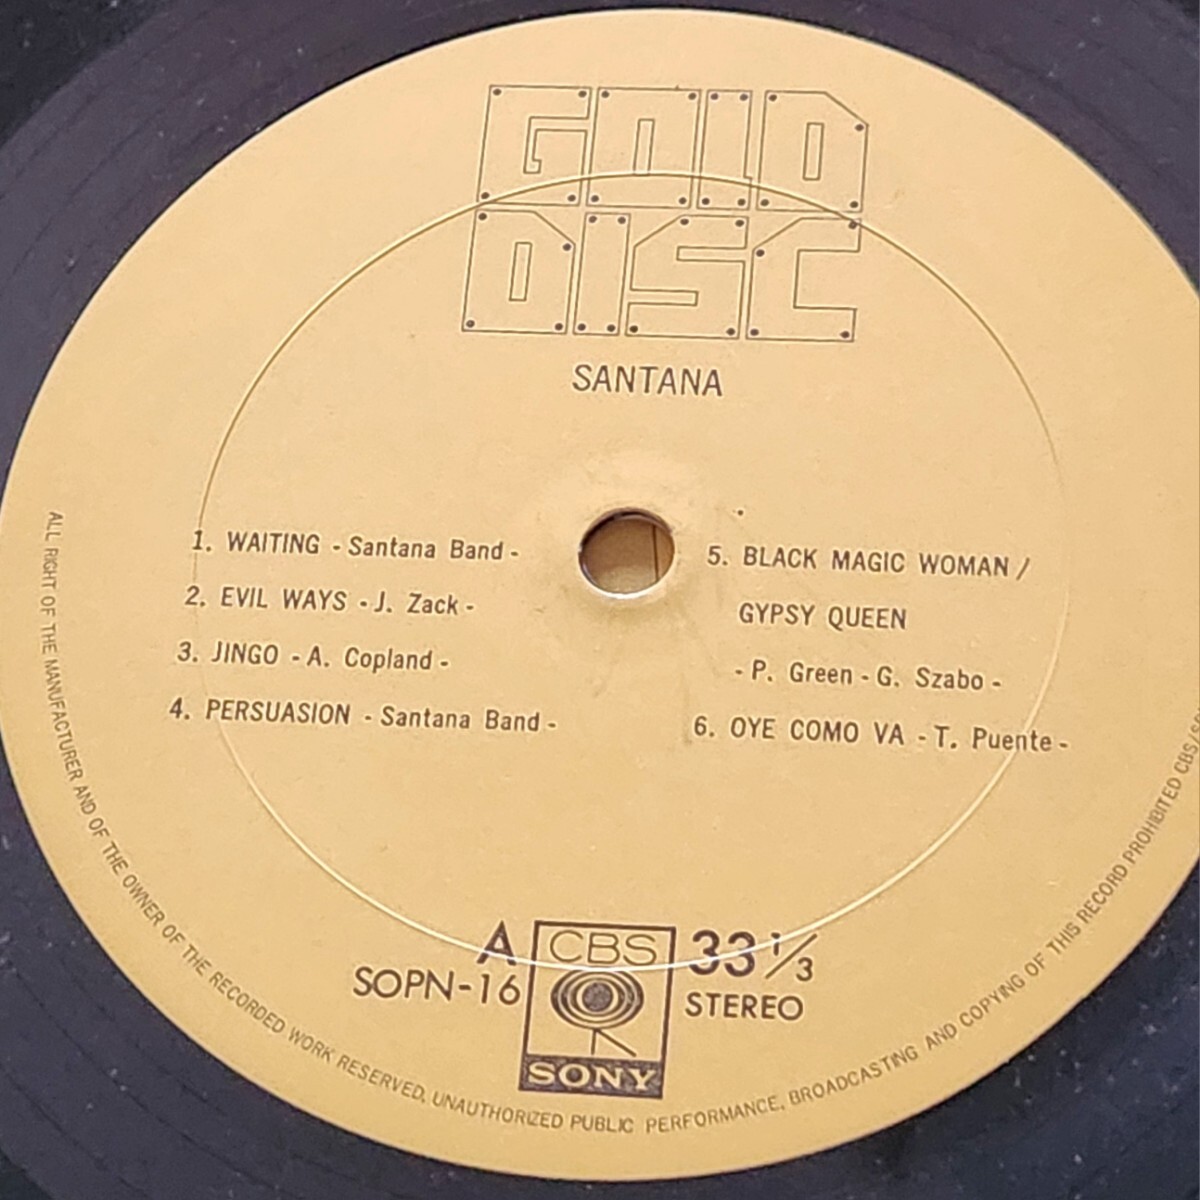 GOLD
DISC
SANTANA
1. WAITING - Santana Band -
2. EVIL WAYS - J. Zack -
3. JINGO - A. Copland -
4. PERSUASION - Santana Band -
5. BLACK MAGIC WOMAN /
GYPSY QUEEN
- P. Green - G. Szabo -
6. OYE COMO VA - T. Puente -
A
SOPN-16
CBS
SONY
33 1/3
STEREO
ALL RIGHT OF THE MANUFACTURER AND OF THE OWNER OF THE RECORDED WORK RESERVED, UNAUTHORIZED PUBLIC PERFORMANCE, BROADCASTING AND COPYING OF THIS RECORD PROHIBITED CBS/